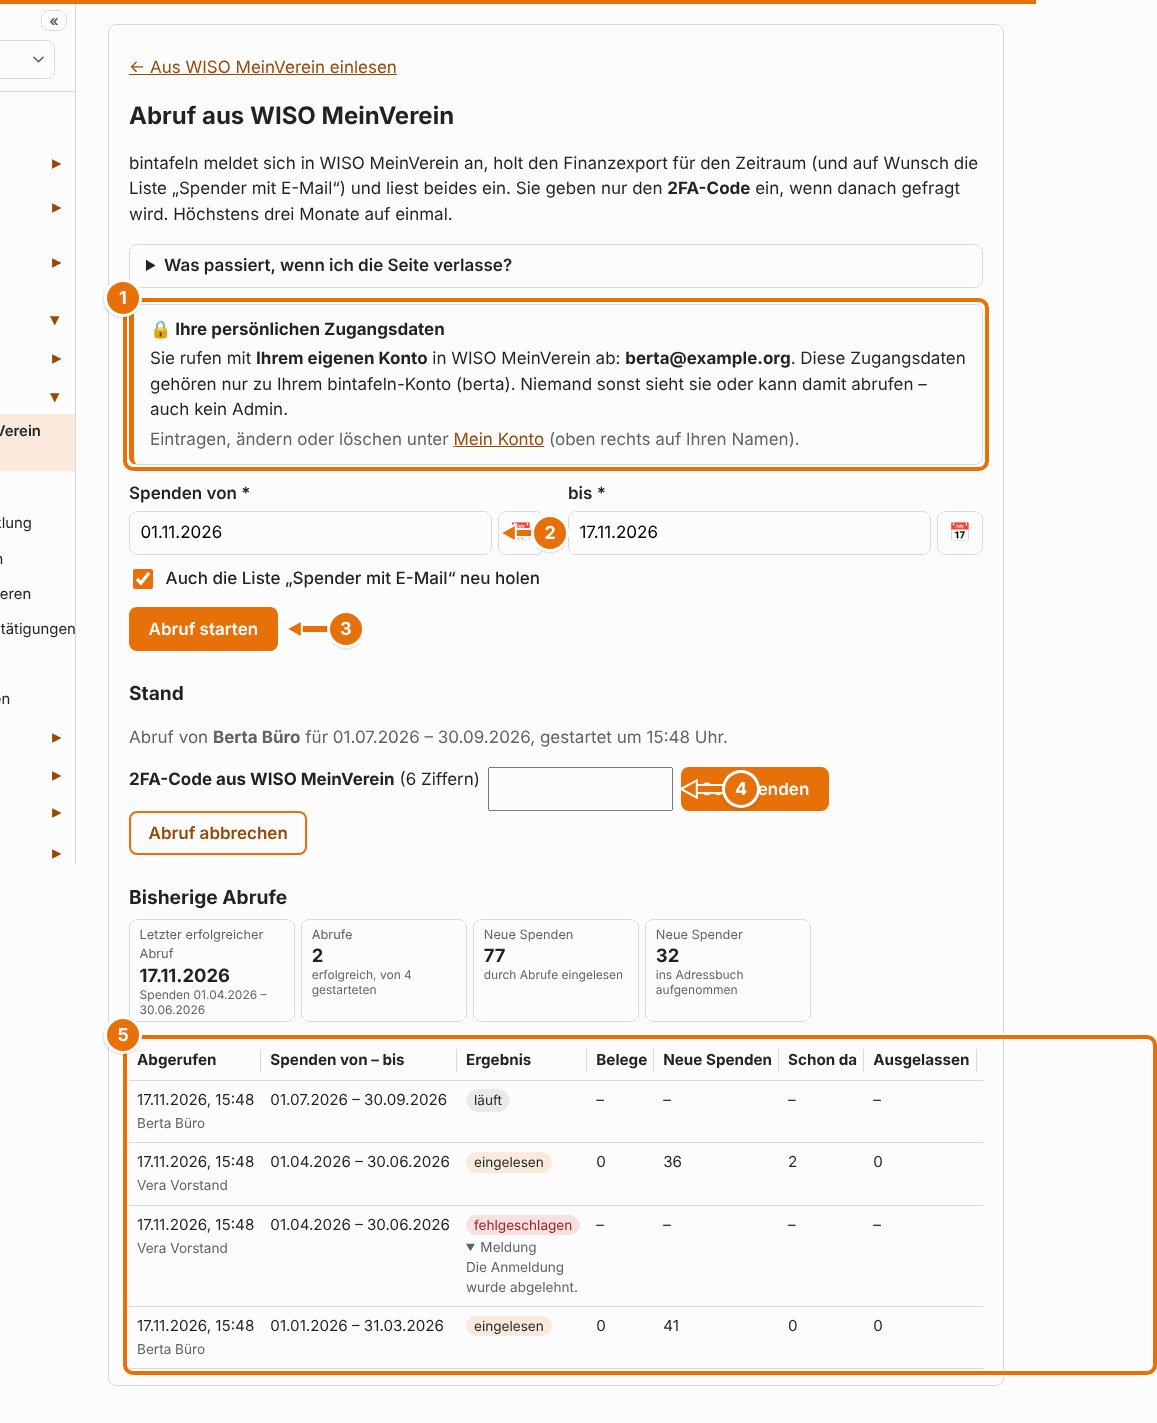 «
← Aus WISO MeinVerein einlesen
Abruf aus WISO MeinVerein
bintafeln meldet sich in WISO MeinVerein an, holt den Finanzexport für den Zeitraum (und auf Wunsch die
Liste „Spender mit E-Mail“) und liest beides ein. Sie geben nur den 2FA-Code ein, wenn danach gefragt
wird. Höchstens drei Monate auf einmal.
Was passiert, wenn ich die Seite verlasse?
1
Ihre persönlichen Zugangsdaten
Sie rufen mit Ihrem eigenen Konto in WISO MeinVerein ab: berta@example.org. Diese Zugangsdaten
gehören nur zu Ihrem bintafeln-Konto (berta). Niemand sonst sieht sie oder kann damit abrufen –
auch kein Admin.
Eintragen, ändern oder löschen unter Mein Konto (oben rechts auf Ihren Namen).
Spenden von * bis *
01.11.2026 2 17.11.2026
Auch die Liste „Spender mit E-Mail“ neu holen
Abruf starten 3
Stand
Abruf von Berta Büro für 01.07.2026 – 30.09.2026, gestartet um 15:48 Uhr.
2FA-Code aus WISO MeinVerein (6 Ziffern) 4 enden
Abruf abbrechen
Bisherige Abrufe
Letzter erfolgreicher
Abruf
17.11.2026
Spenden 01.04.2026 –
30.06.2026
Abrufe
2
erfolgreich, von 4
gestarteten
Neue Spenden
77
durch Abrufe eingelesen
Neue Spender
32
ins Adressbuch
aufgenommen
5
Abgerufen Spenden von – bis Ergebnis Belege Neue Spenden Schon da Ausgelassen
17.11.2026, 15:48 01.07.2026 – 30.09.2026 läuft – – – –
Berta Büro
17.11.2026, 15:48 01.04.2026 – 30.06.2026 eingelesen 0 36 2 0
Vera Vorstand
17.11.2026, 15:48 01.04.2026 – 30.06.2026 fehlgeschlagen – – – –
Vera Vorstand
Meldung
Die Anmeldung
wurde abgelehnt.
17.11.2026, 15:48 01.01.2026 – 31.03.2026 eingelesen 0 41 0 0
Berta Büro
Verein
lung
n
eren
tätigungen
en